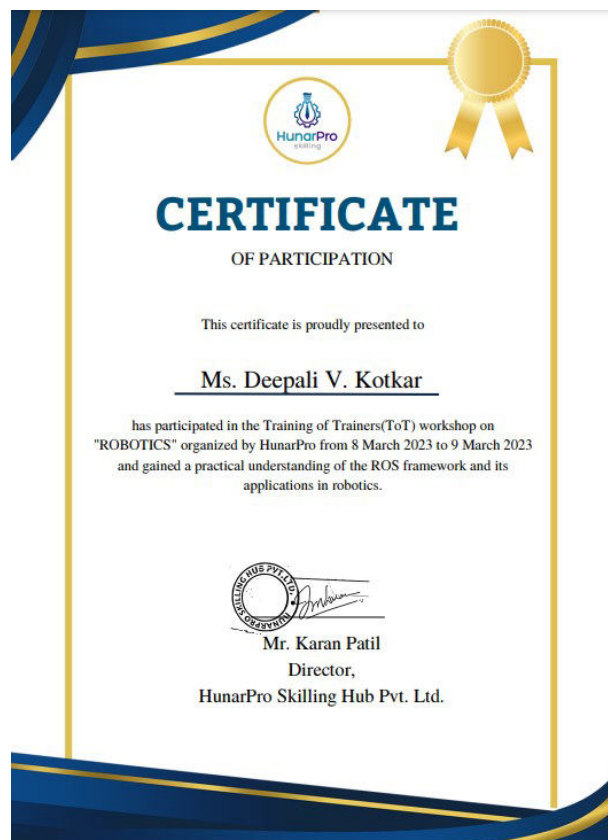 HunarPro
skilling
CERTIFICATE
OF PARTICIPATION
This certificate is proudly presented to
Ms. Deepali V. Kotkar
has participated in the Training of Trainers(ToT) workshop on
"ROBOTICS" organized by HunarPro from 8 March 2023 to 9 March 2023
and gained a practical understanding of the ROS framework and its
applications in robotics.
HUNARPRO SKILLING HUB PVT.LTD.
Mr. Karan Patil
Director,
HunarPro Skilling Hub Pvt. Ltd.